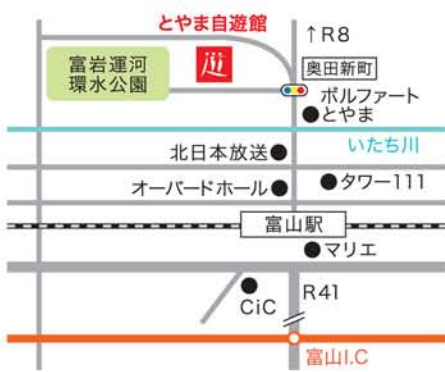 とやま自遊館
↑R8
富岩運河
環水公園
遊
奥田新町
ボルファート
とやま
いたち川
北日本放送
オーバードホール
タワー111
富山駅
マリエ
CiC
R41
富山I.C